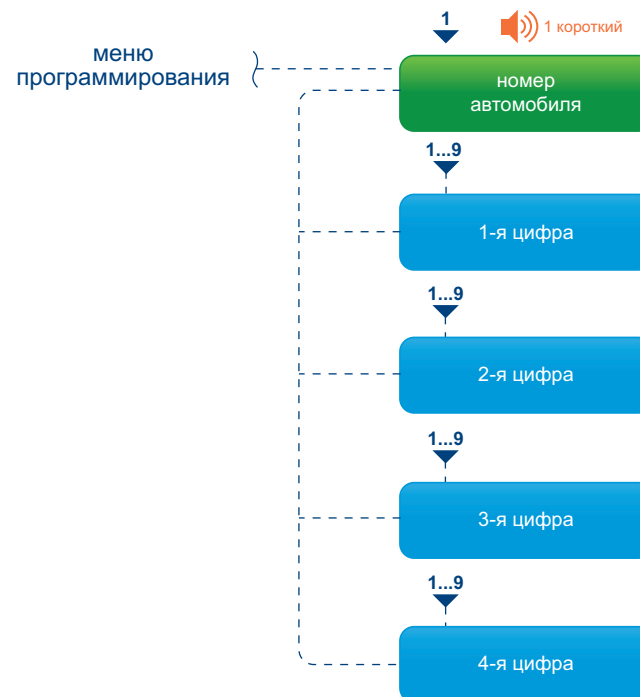 1
1 короткий
меню
программирования
номер
автомобиля
1...9
1-я цифра
1...9
2-я цифра
1...9
3-я цифра
1...9
4-я цифра